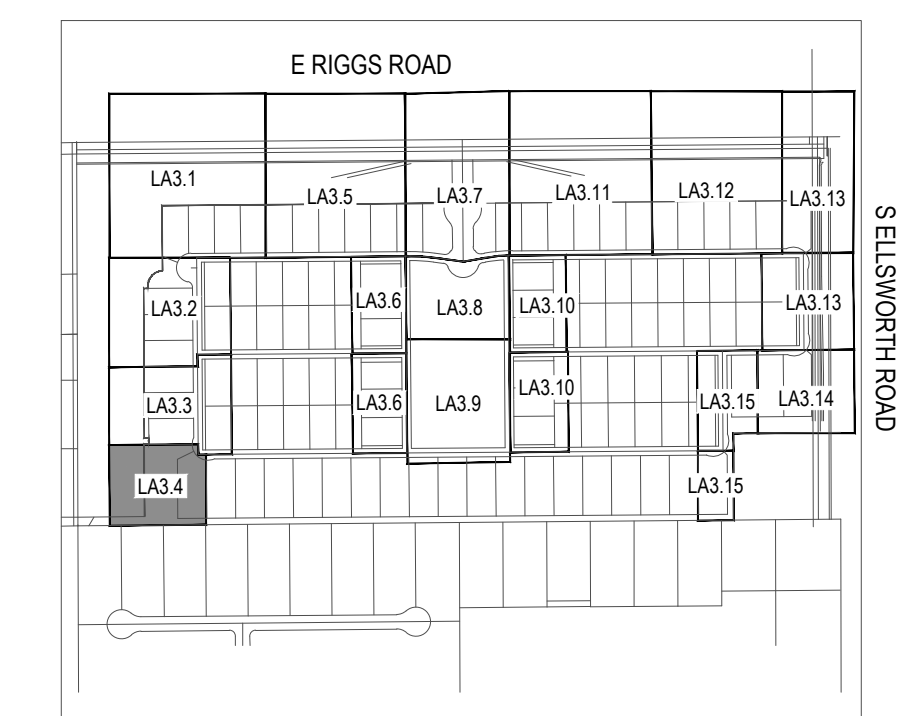 E RIGGS ROAD
LA3.1
LA3.5
LA3.7
LA3.11
LA3.12
LA3.13
S ELLSWORTH ROAD
LA3.2
LA3.6
LA3.8
LA3.10
LA3.13
LA3.3
LA3.6
LA3.9
LA3.10
LA3.15
LA3.14
LA3.4
LA3.15